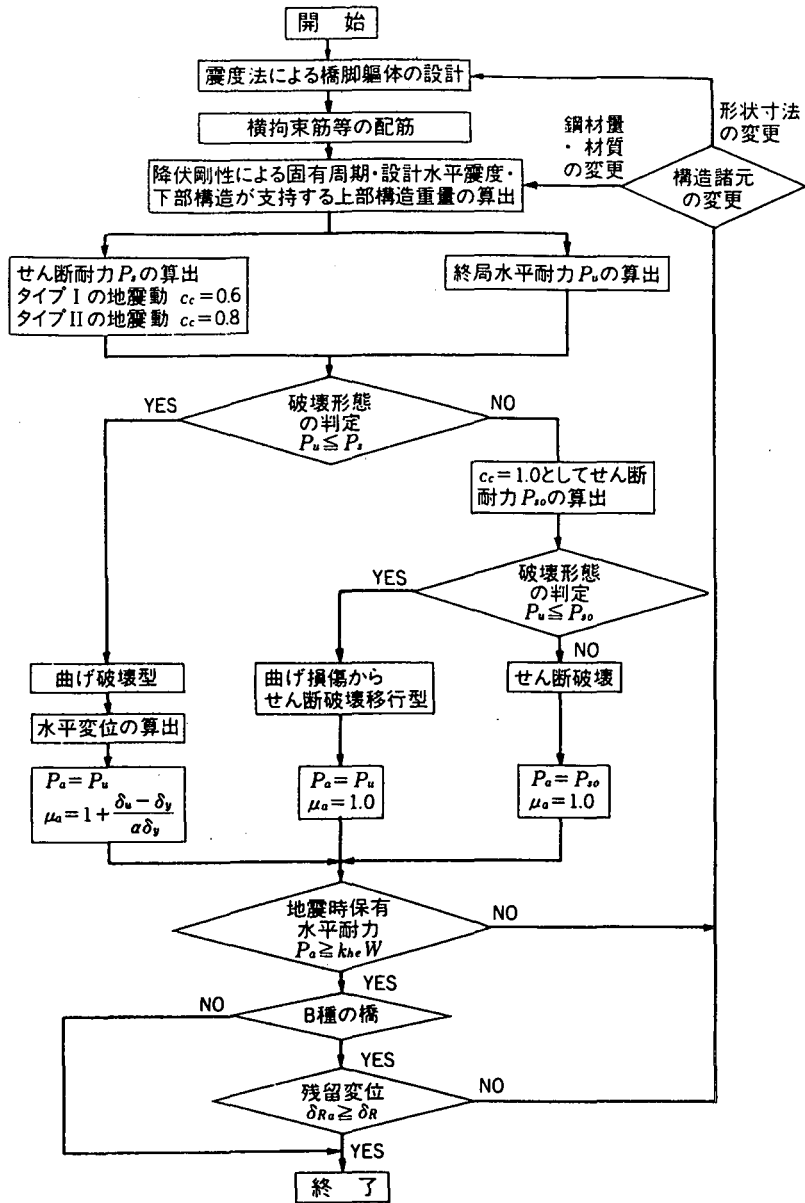 開始
震度法による橋脚軀体の設計
横拘束筋等の配筋
降伏剛性による固有周期・設計水平震度・
下部構造が支持する上部構造重量の算出
鋼材量
・材質
の変更
形状寸法
の変更
構造諸元
の変更
せん断耐力 Psの算出
タイプⅠの地震動 cc=0.6
タイプⅡの地震動 cc=0.8
終局水平耐力Puの算出
YES
破壊形態
の判定
Pu≦Ps
NO
cc=1.0としてせん断
耐力Psoの算出
YES
破壊形態
の判定
Pu≦Pso
NO
曲げ破壊型
曲げ損傷から
せん断破壊移行型
せん断破壊
水平変位の算出
Pa=Pu
μa=1+(δu−δy)/(αδy)
Pa=Pu
μa=1.0
Pa=Pso
μa=1.0
地震時保有
水平耐力
Pa≧kheW
NO
YES
NO
B種の橋
YES
残留変位
δRa≧δR
NO
YES
終了